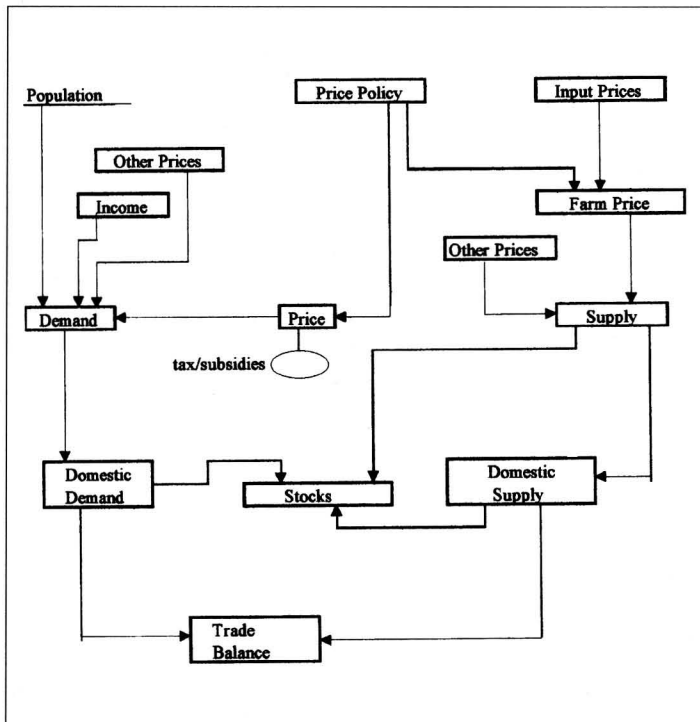 Population
Price Policy
Input Prices
Other Prices
Income
Farm Price
Other Prices
Demand
Price
Supply
tax/subsidies
Domestic
Demand
Stocks
Domestic
Supply
Trade
Balance